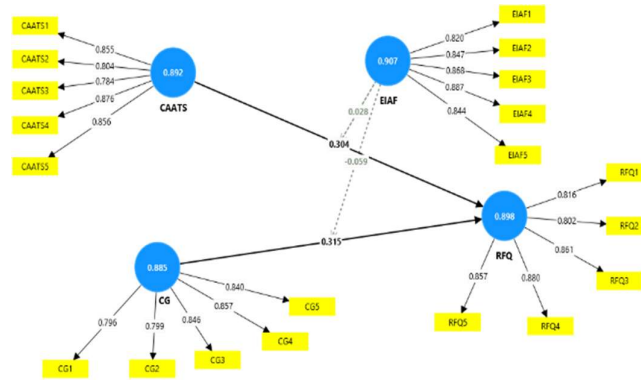 CAATS1
CAATS2
CAATS3
CAATS4
CAATS5
0.855
0.804
0.784
0.876
0.856
0.892
CAATS
EIAF1
EIAF2
EIAF3
EIAF4
EIAF5
0.820
0.847
0.868
0.887
0.844
0.907
EIAF
0.028
0.304
-0.059
0.315
RFQ1
RFQ2
RFQ3
RFQ4
RFQ5
0.816
0.802
0.861
0.880
0.857
0.898
RFQ
0.885
CG
0.796
0.799
0.846
0.857
0.840
CG1
CG2
CG3
CG4
CG5